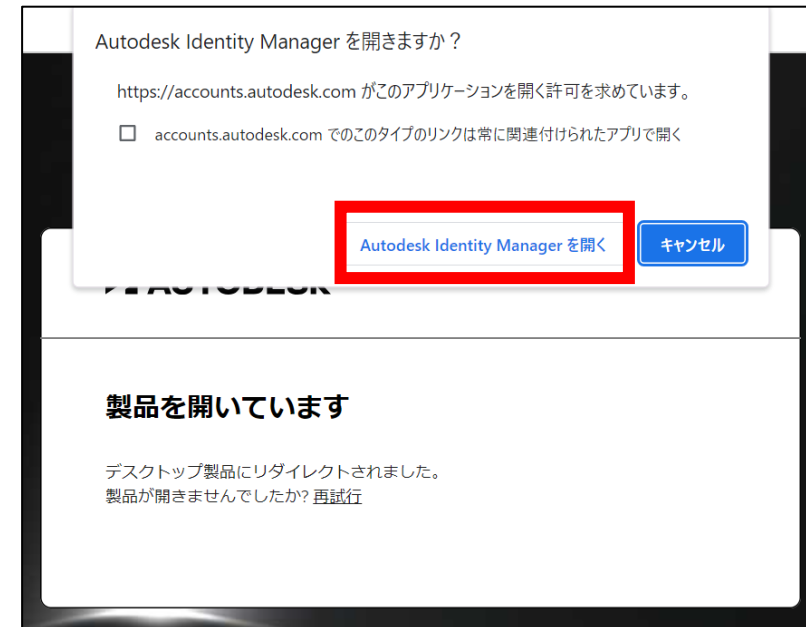 Autodesk Identity Manager を開きますか？
https://accounts.autodesk.com がこのアプリケーションを開く許可を求めています。
accounts.autodesk.com でのこのタイプのリンクは常に関連付けられたアプリで開く
Autodesk Identity Manager を開く
キャンセル
AUTODESK
製品を開いています
デスクトップ製品にリダイレクトされました。
製品が開きませんでしたか? 再試行